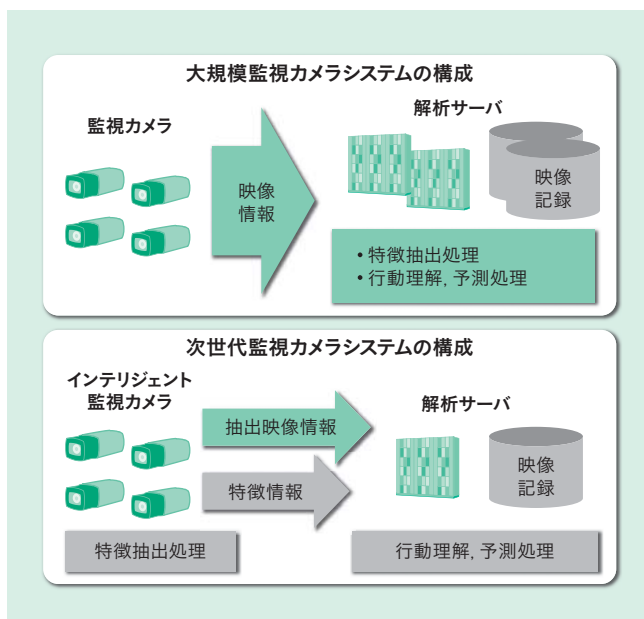 大規模監視カメラシステムの構成
監視カメラ
映像
情報
解析サーバ
映像
記録
• 特徴抽出処理
• 行動理解, 予測処理
次世代監視カメラシステムの構成
インテリジェント
監視カメラ
抽出映像情報
特徴情報
解析サーバ
映像
記録
特徴抽出処理
行動理解, 予測処理